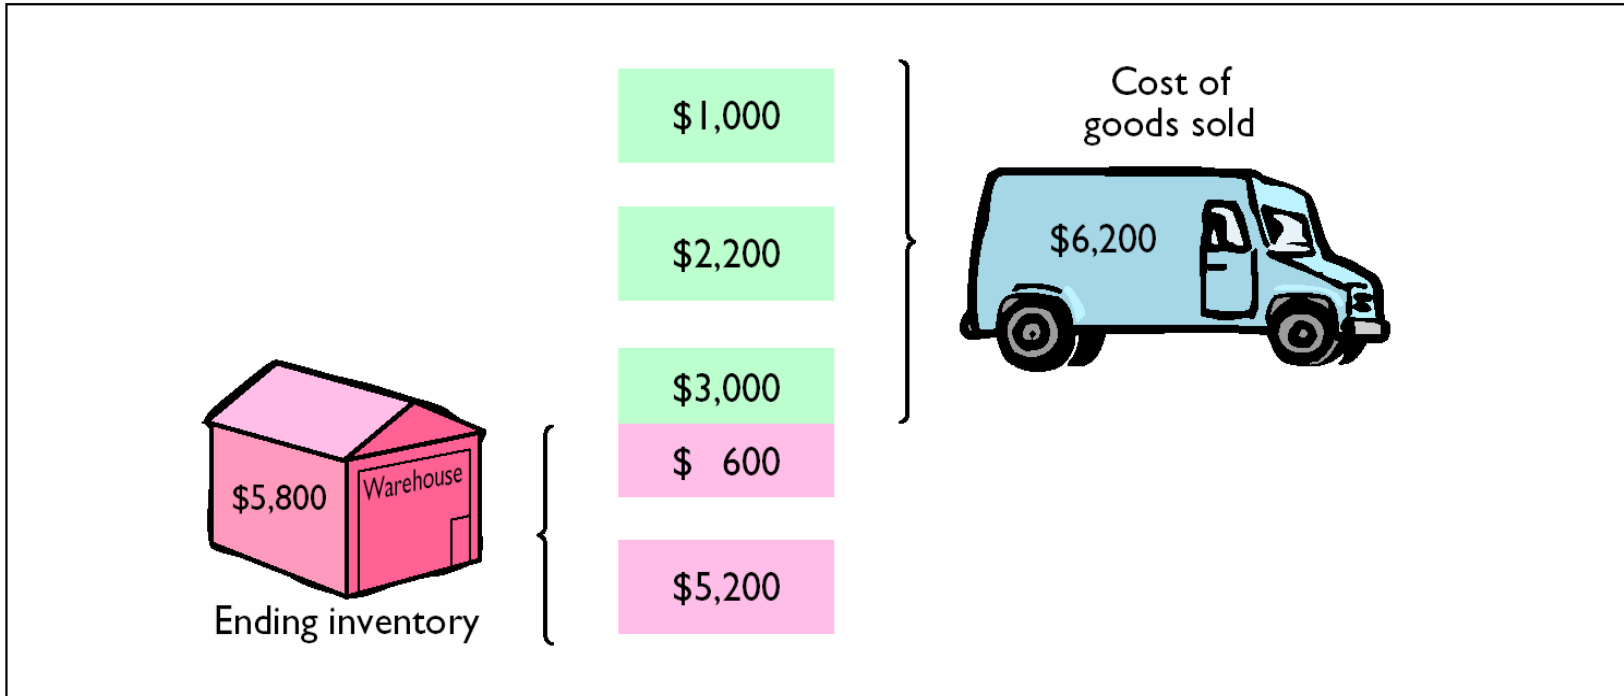 $1,000
Cost of
goods sold
$2,200
$6,200
$3,000
$ 600
Warehouse
$5,800
$5,200
Ending inventory